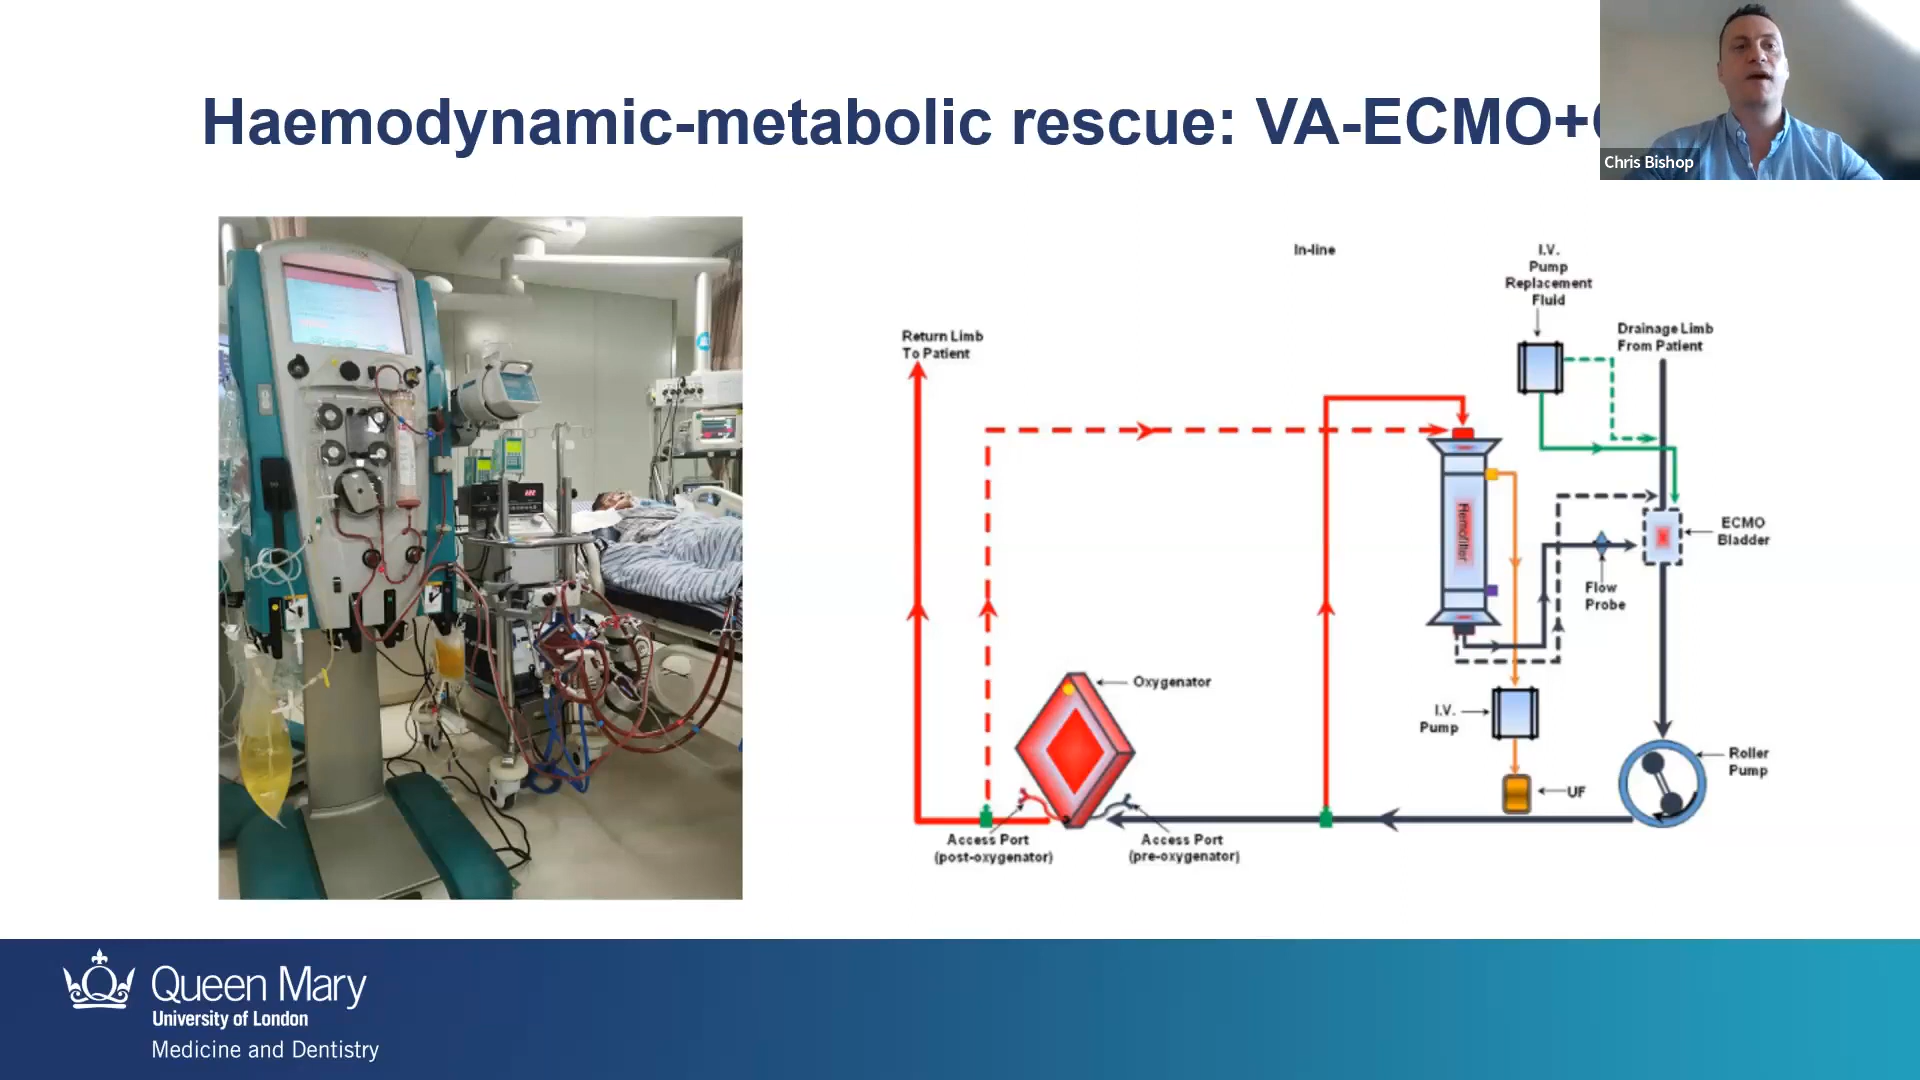 Haemodynamic-metabolic rescue: VA-ECMO+
Chris Bishop
In-line
I.V.
Pump
Replacement
Fluid
Return Limb
To Patient
Drainage Limb
From Patient
Hemofilter
ECMO
Bladder
Flow
Probe
Oxygenator
I.V.
Pump
Roller
Pump
UF
Access Port
(post-oxygenator)
Access Port
(pre-oxygenator)
Queen Mary
University of London
Medicine and Dentistry